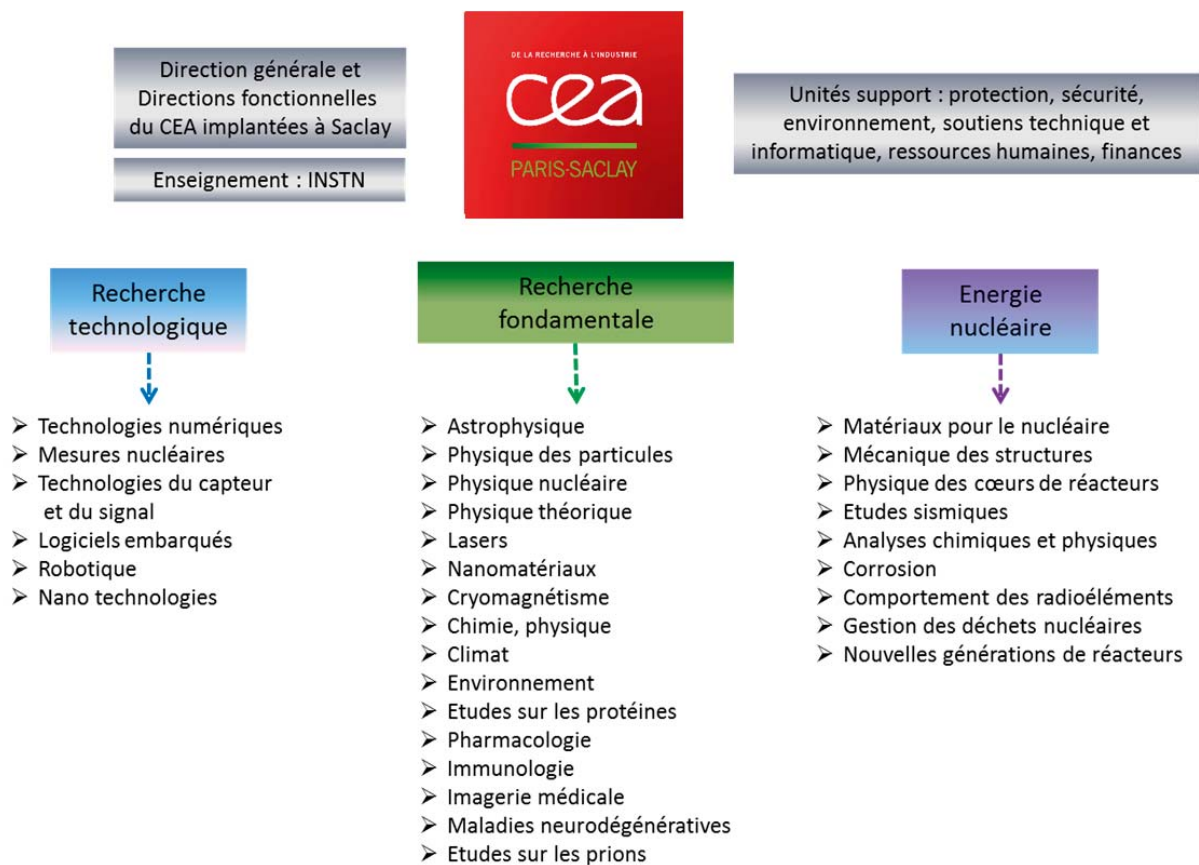 Direction générale et
Directions fonctionnelles
du CEA implantées à Saclay
Enseignement : INSTN
DE LA RECHERCHE À L'INDUSTRIE
cea
PARIS-SACLAY
Unités support : protection, sécurité,
environnement, soutiens technique et
informatique, ressources humaines, finances
Recherche
technologique
➢ Technologies numériques
➢ Mesures nucléaires
➢ Technologies du capteur
et du signal
➢ Logiciels embarqués
➢ Robotique
➢ Nano technologies
Recherche
fondamentale
➢ Astrophysique
➢ Physique des particules
➢ Physique nucléaire
➢ Physique théorique
➢ Lasers
➢ Nanomatériaux
➢ Cryomagnétisme
➢ Chimie, physique
➢ Climat
➢ Environnement
➢ Etudes sur les protéines
➢ Pharmacologie
➢ Immunologie
➢ Imagerie médicale
➢ Maladies neurodégénératives
➢ Etudes sur les prions
Energie
nucléaire
➢ Matériaux pour le nucléaire
➢ Mécanique des structures
➢ Physique des cœurs de réacteurs
➢ Etudes sismiques
➢ Analyses chimiques et physiques
➢ Corrosion
➢ Comportement des radioéléments
➢ Gestion des déchets nucléaires
➢ Nouvelles générations de réacteurs